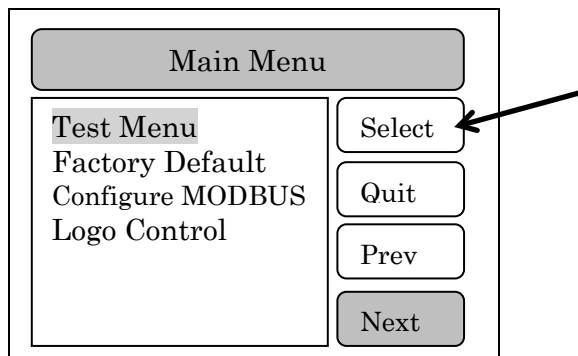 Main Menu
Test Menu
Factory Default
Configure MODBUS
Logo Control
Select
Quit
Prev
Next